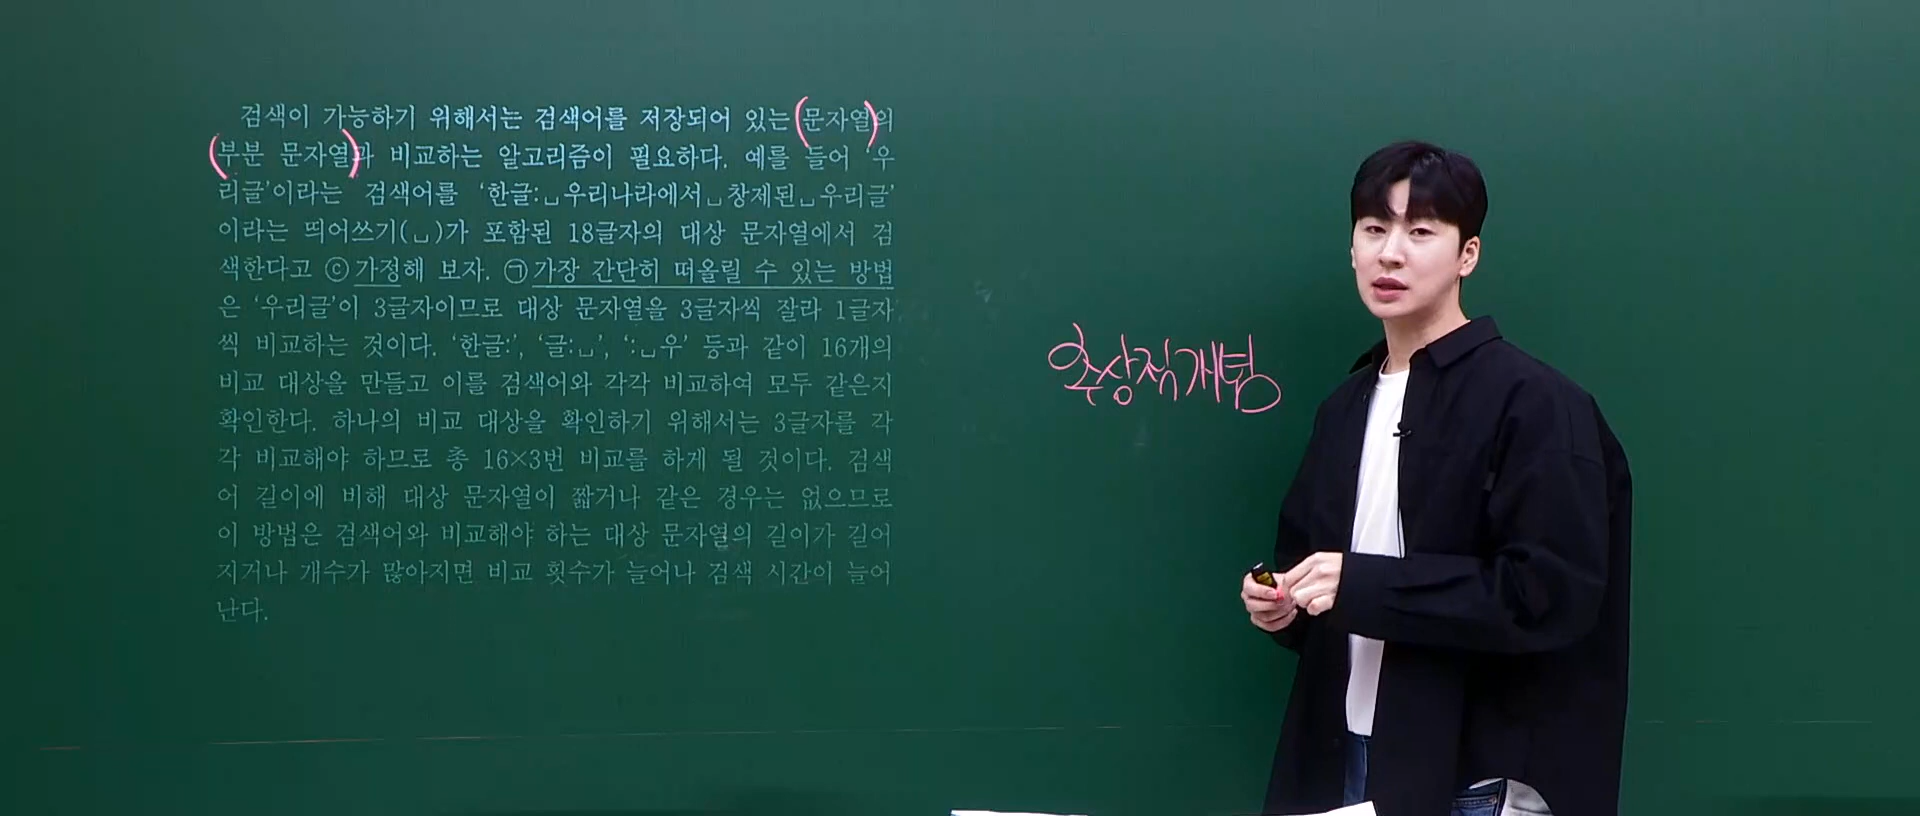 검색이 가능하기 위해서는 검색어를 저장되어 있는 (문자열)의
(부분 문자열)과 비교하는 알고리즘이 필요하다. 예를 들어 ‘우
리글’이라는 검색어를 ‘한글:␣우리나라에서␣창제된␣우리글’
이라는 띄어쓰기(␣)가 포함된 18글자의 대상 문자열에서 검
색한다고 ⓒ가정해 보자. ㉠가장 간단히 떠올릴 수 있는 방법
은 ‘우리글’이 3글자이므로 대상 문자열을 3글자씩 잘라 1글자
씩 비교하는 것이다. ‘한글:’, ‘글:␣’, ‘:␣우’ 등과 같이 16개의
비교 대상을 만들고 이를 검색어와 각각 비교하여 모두 같은지
확인한다. 하나의 비교 대상을 확인하기 위해서는 3글자를 각
각 비교해야 하므로 총 16×3번 비교를 하게 될 것이다. 검색
어 길이에 비해 대상 문자열이 짧거나 같은 경우는 없으므로
이 방법은 검색어와 비교해야 하는 대상 문자열의 길이가 길어
지거나 개수가 많아지면 비교 횟수가 늘어나 검색 시간이 늘어
난다.
추상적개념